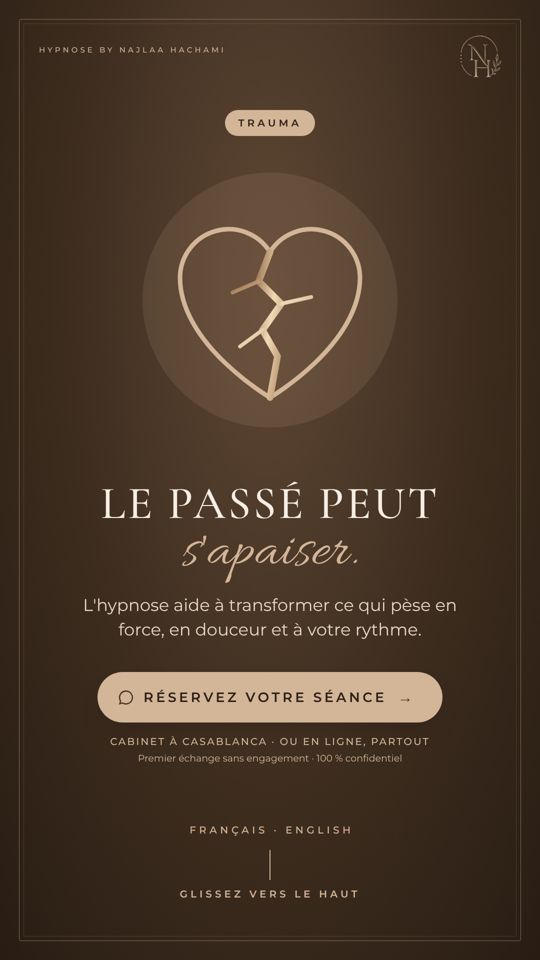 HYPNOSE BY NAJLAA HACHAMI
NH
TRAUMA
LE PASSÉ PEUT
s'apaiser.
L'hypnose aide à transformer ce qui pèse en
force, en douceur et à votre rythme.
RÉSERVEZ VOTRE SÉANCE →
CABINET À CASABLANCA · OU EN LIGNE, PARTOUT
Premier échange sans engagement · 100 % confidentiel
FRANÇAIS · ENGLISH
GLISSEZ VERS LE HAUT